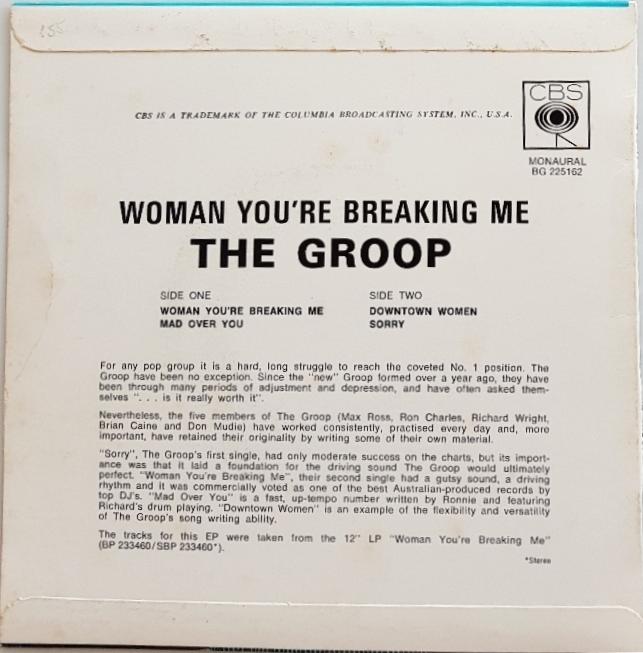 355
CBS IS A TRADEMARK OF THE COLUMBIA BROADCASTING SYSTEM, INC., U.S.A.
CBS
MONAURAL
BG 225162
WOMAN YOU'RE BREAKING ME
THE GROOP
SIDE ONE
WOMAN YOU'RE BREAKING ME
MAD OVER YOU
SIDE TWO
DOWNTOWN WOMEN
SORRY
For any pop group it is a hard, long struggle to reach the coveted No. 1 position. The
Groop have been no exception. Since the "new" Groop formed over a year ago, they have
been through many periods of adjustment and depression, and have often asked them-
selves ". . . is it really worth it".
Nevertheless, the five members of The Groop (Max Ross, Ron Charles, Richard Wright,
Brian Caine and Don Mudie) have worked consistently, practised every day and, more
important, have retained their originality by writing some of their own material.
"Sorry", The Groop's first single, had only moderate success on the charts, but its import-
ance was that it laid a foundation for the driving sound The Groop would ultimately
perfect. "Woman You're Breaking Me", their second single had a gutsy sound, a driving
rhythm and it was commercially voted as one of the best Australian-produced records by
top DJ's. "Mad Over You" is a fast, up-tempo number written by Ronnie and featuring
Richard's drum playing. "Downtown Women" is an example of the flexibility and versatility
of The Groop's song writing ability.
The tracks for this EP were taken from the 12" LP "Woman You're Breaking Me"
(BP 233460/SBP 233460*).
*Stereo